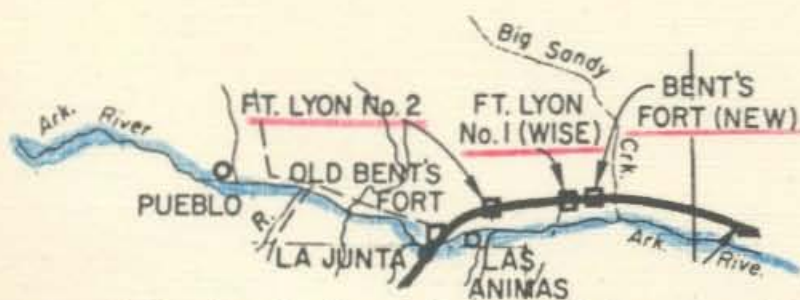 Big Sandy
Crk.
Ark. River
FT. LYON No. 2
FT. LYON
No. 1 (WISE)
BENT'S
FORT (NEW)
PUEBLO
R.
OLD BENT'S
FORT
LA JUNTA
LAS
ANIMAS
Ark. Rive.